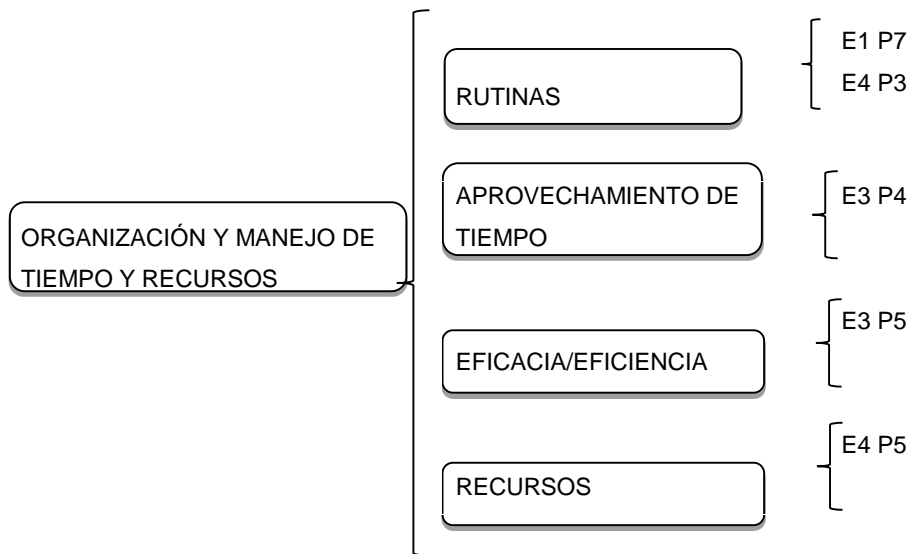 ORGANIZACIÓN Y MANEJO DE
TIEMPO Y RECURSOS
RUTINAS
E1 P7
E4 P3
APROVECHAMIENTO DE
TIEMPO
E3 P4
EFICACIA/EFICIENCIA
E3 P5
RECURSOS
E4 P5